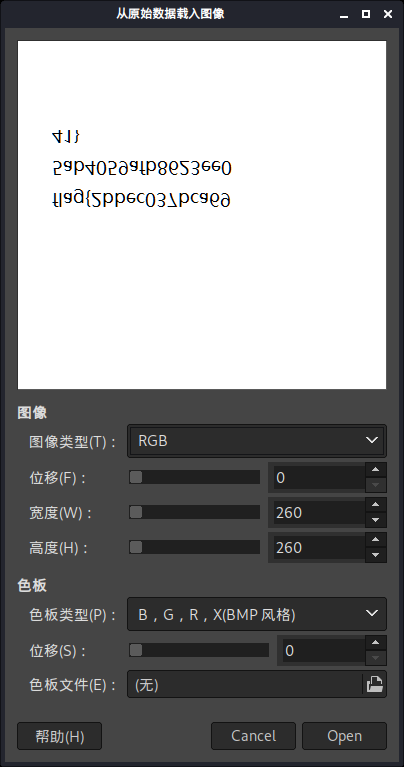 从原始数据载入图像
flag{2bbec037bca69
5ab4059afb8623ee0
41}
图像
图像类型(T)： RGB
位移(F)： 0
宽度(W)： 260
高度(H)： 260
色板
色板类型(P)： B，G，R，X(BMP 风格)
位移(S)： 0
色板文件(E)： (无)
帮助(H) Cancel Open